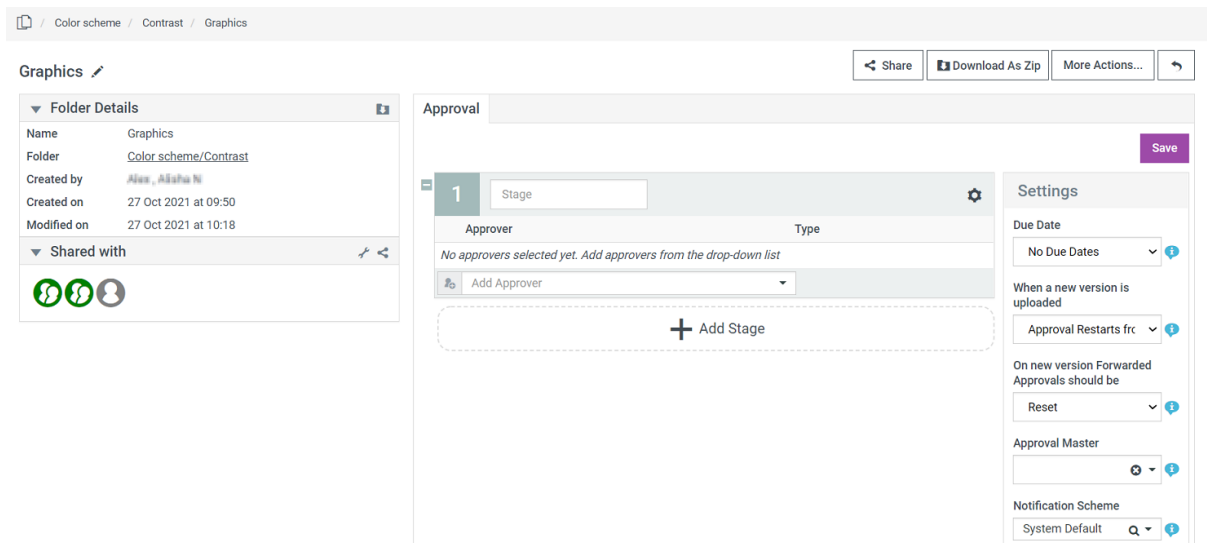 / Color scheme / Contrast / Graphics
Graphics
Share
Download As Zip
More Actions...
Folder Details
Name Graphics
Folder Color scheme/Contrast
Created by
Created on 27 Oct 2021 at 09:50
Modified on 27 Oct 2021 at 10:18
Shared with
Approval
Save
1 Stage
Approver Type
No approvers selected yet. Add approvers from the drop-down list
Add Approver
Add Stage
Settings
Due Date
No Due Dates
When a new version is
uploaded
Approval Restarts frc
On new version Forwarded
Approvals should be
Reset
Approval Master
Notification Scheme
System Default